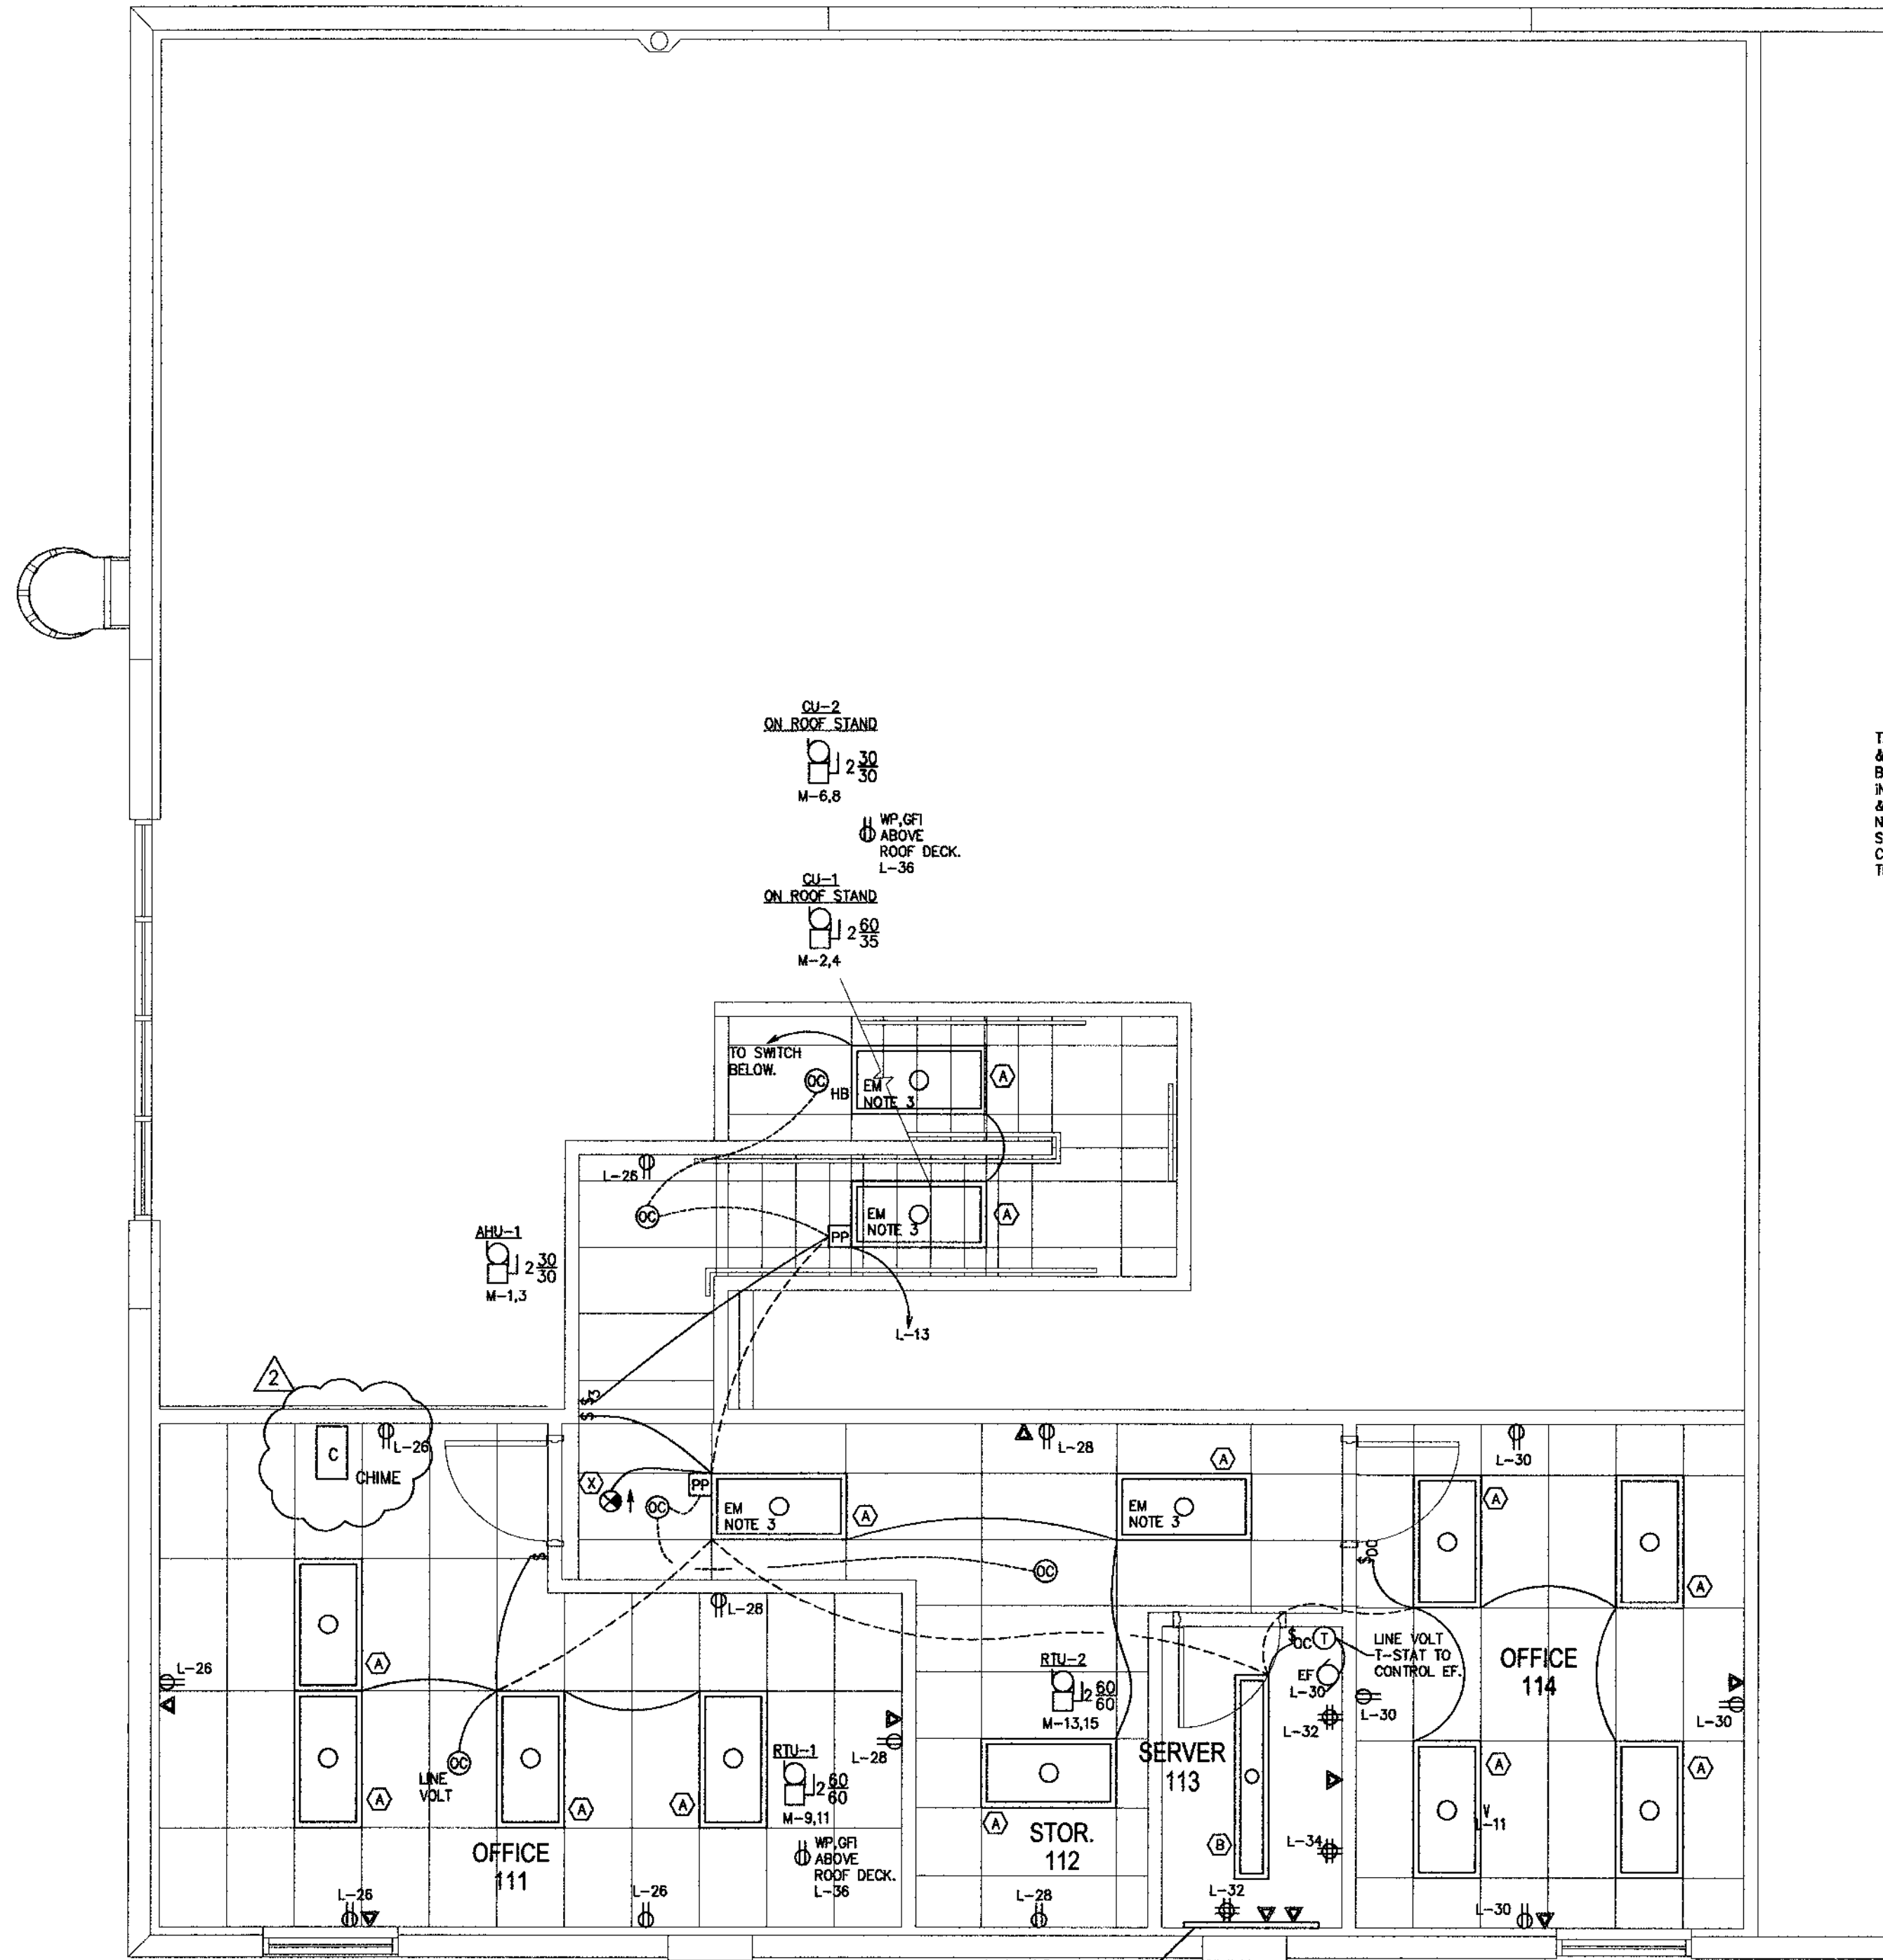 CU-2
ON ROOF STAND
2 30
30
M-6,8
WP,GFI
ABOVE
ROOF DECK.
L-36
CU-1
ON ROOF STAND
2 60
35
M-2,4
TO SWITCH
BELOW.
OC
HB
EM
NOTE 3
A
L-26
OC
PP
EM
NOTE 3
A
AHU-1
2 30
30
M-1,3
L-13
2
$3
$
C
CHIME
L-26
X
OC
PP
EM
NOTE 3
A
L-28
A
EM
NOTE 3
L-30
A
A
$
OC
$OC
L-28
$OC
T
LINE VOLT
T-STAT TO
CONTROL EF.
EF
L-30
L-32
OFFICE
114
L-30
L-30
L-26
A
A
OC
LINE
VOLT
A
A
L-28
RTU-1
2 60
60
M-9,11
WP,GFI
ABOVE
ROOF DECK.
L-36
RTU-2
2 60
60
M-13,15
SERVER
113
A
STOR.
112
B
L-34
A
A
L-11
OFFICE
111
L-26
L-26
L-28
L-32
L-30